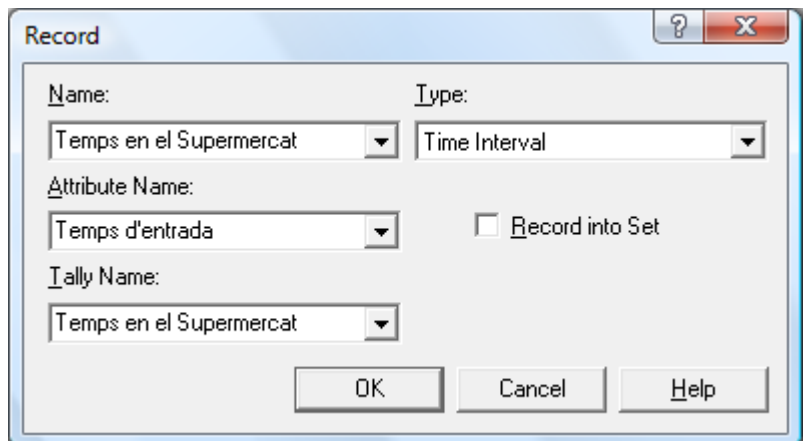 Record
Name: Type:
Temps en el Supermercat Time Interval
Attribute Name:
Temps d'entrada Record into Set
Tally Name:
Temps en el Supermercat
OK Cancel Help